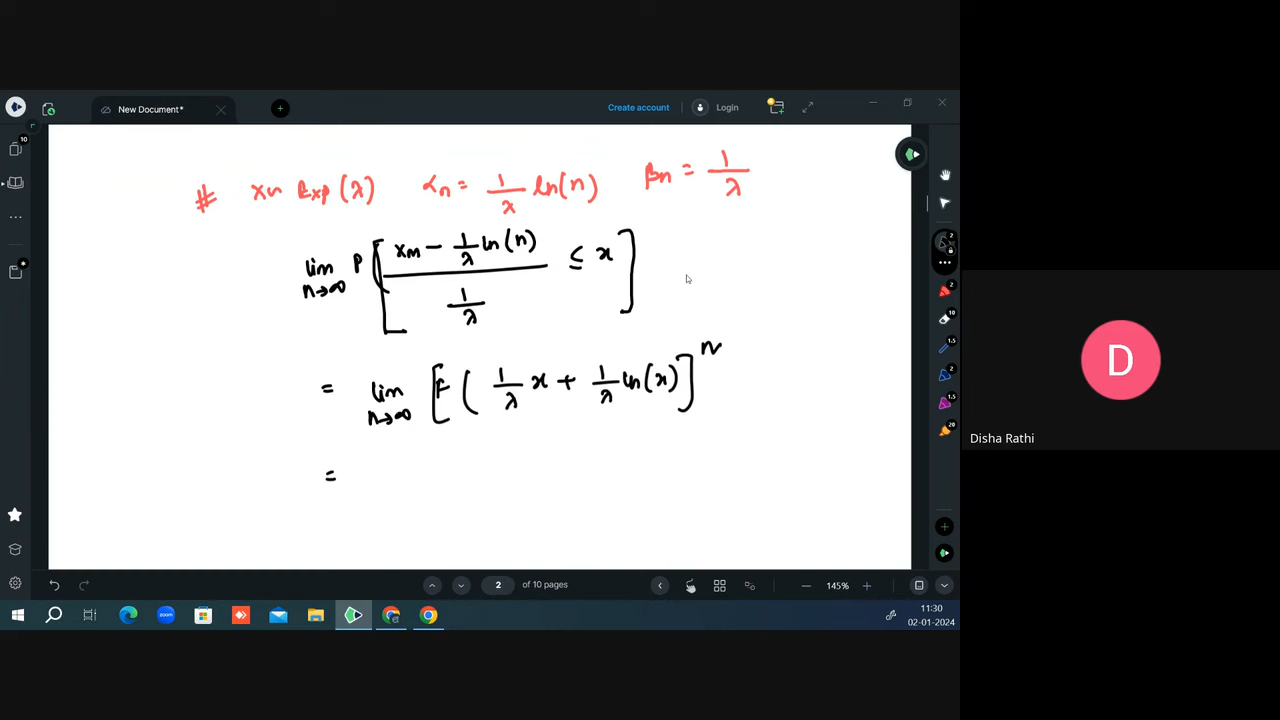 New Document*
Create account
Login
# xn Exp(λ) αn = 1/λ ln(n) βn = 1/λ
lim n→∞ P[ (xm − 1/λ ln(n)) / (1/λ) ≤ x ]
= lim n→∞ [F( 1/λ x + 1/λ ln(x) ]^n
=
D
Disha Rathi
2 of 10 pages
145%
zoom
11:30
02-01-2024